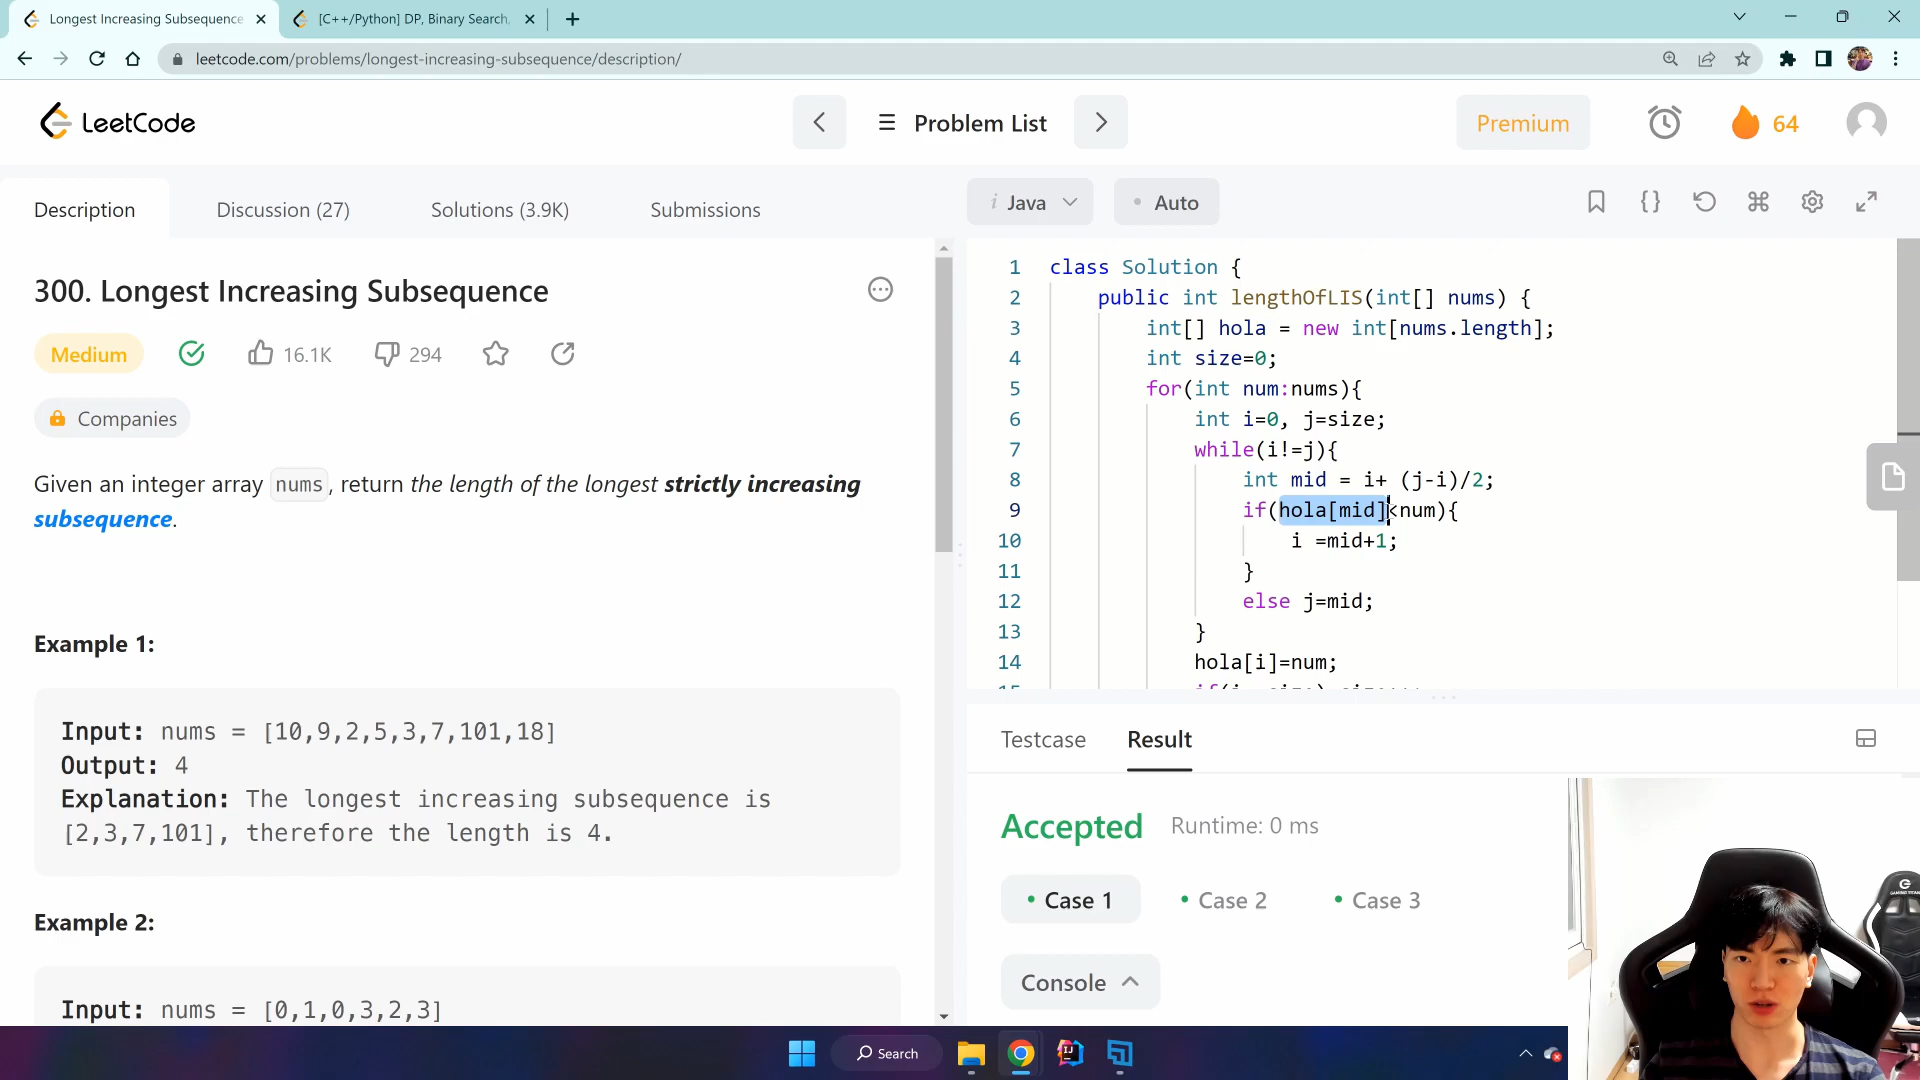 Longest Increasing Subsequence
[C++/Python] DP, Binary Search,
leetcode.com/problems/longest-increasing-subsequence/description/
LeetCode
Problem List
Premium
64
Description
Discussion (27)
Solutions (3.9K)
Submissions
i Java
• Auto
300. Longest Increasing Subsequence
Medium
16.1K
294
Companies
Given an integer array nums, return the length of the longest strictly increasing
subsequence.
Example 1:
Input: nums = [10,9,2,5,3,7,101,18]
Output: 4
Explanation: The longest increasing subsequence is
[2,3,7,101], therefore the length is 4.
Example 2:
Input: nums = [0,1,0,3,2,3]
1 class Solution {
2 public int lengthOfLIS(int[] nums) {
3 int[] hola = new int[nums.length];
4 int size=0;
5 for(int num:nums){
6 int i=0, j=size;
7 while(i!=j){
8 int mid = i+ (j-i)/2;
9 if(hola[mid]<num){
10 i =mid+1;
11 }
12 else j=mid;
13 }
14 hola[i]=num;
Testcase
Result
Accepted
Runtime: 0 ms
• Case 1
• Case 2
• Case 3
Console
Search